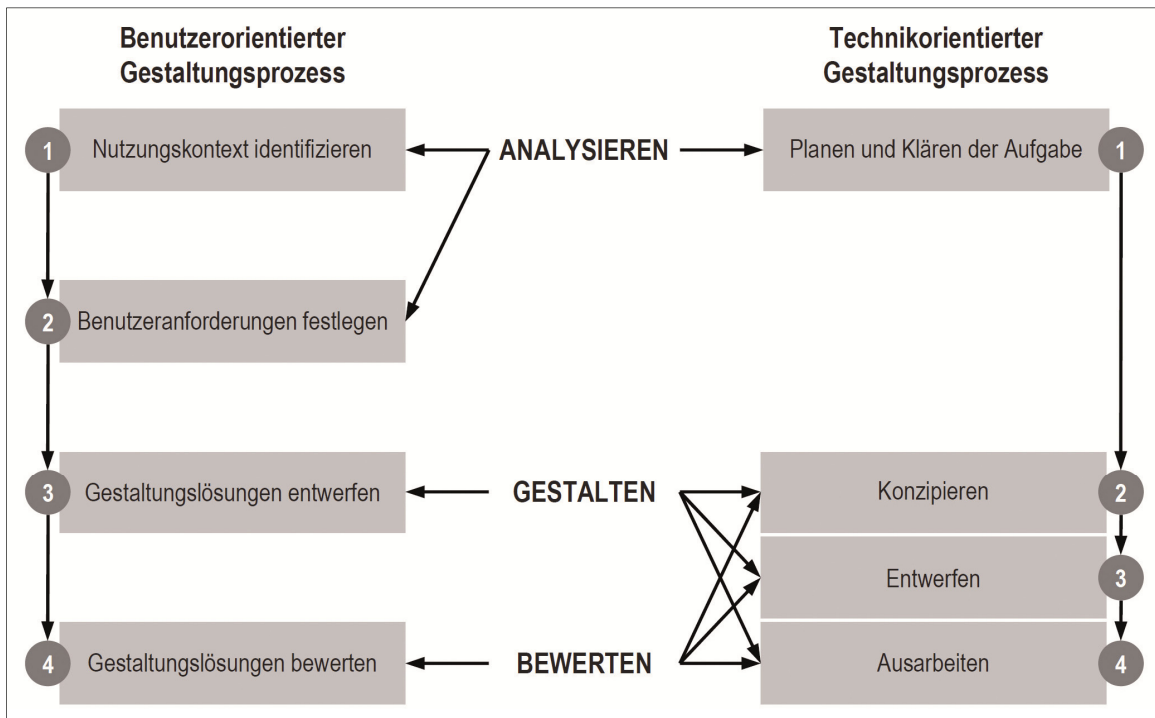 Benutzerorientierter
Gestaltungsprozess
Technikorientierter
Gestaltungsprozess
1
Nutzungskontext identifizieren
ANALYSIEREN
Planen und Klären der Aufgabe
1
2
Benutzeranforderungen festlegen
3
Gestaltungslösungen entwerfen
GESTALTEN
Konzipieren
2
Entwerfen
3
4
Gestaltungslösungen bewerten
BEWERTEN
Ausarbeiten
4